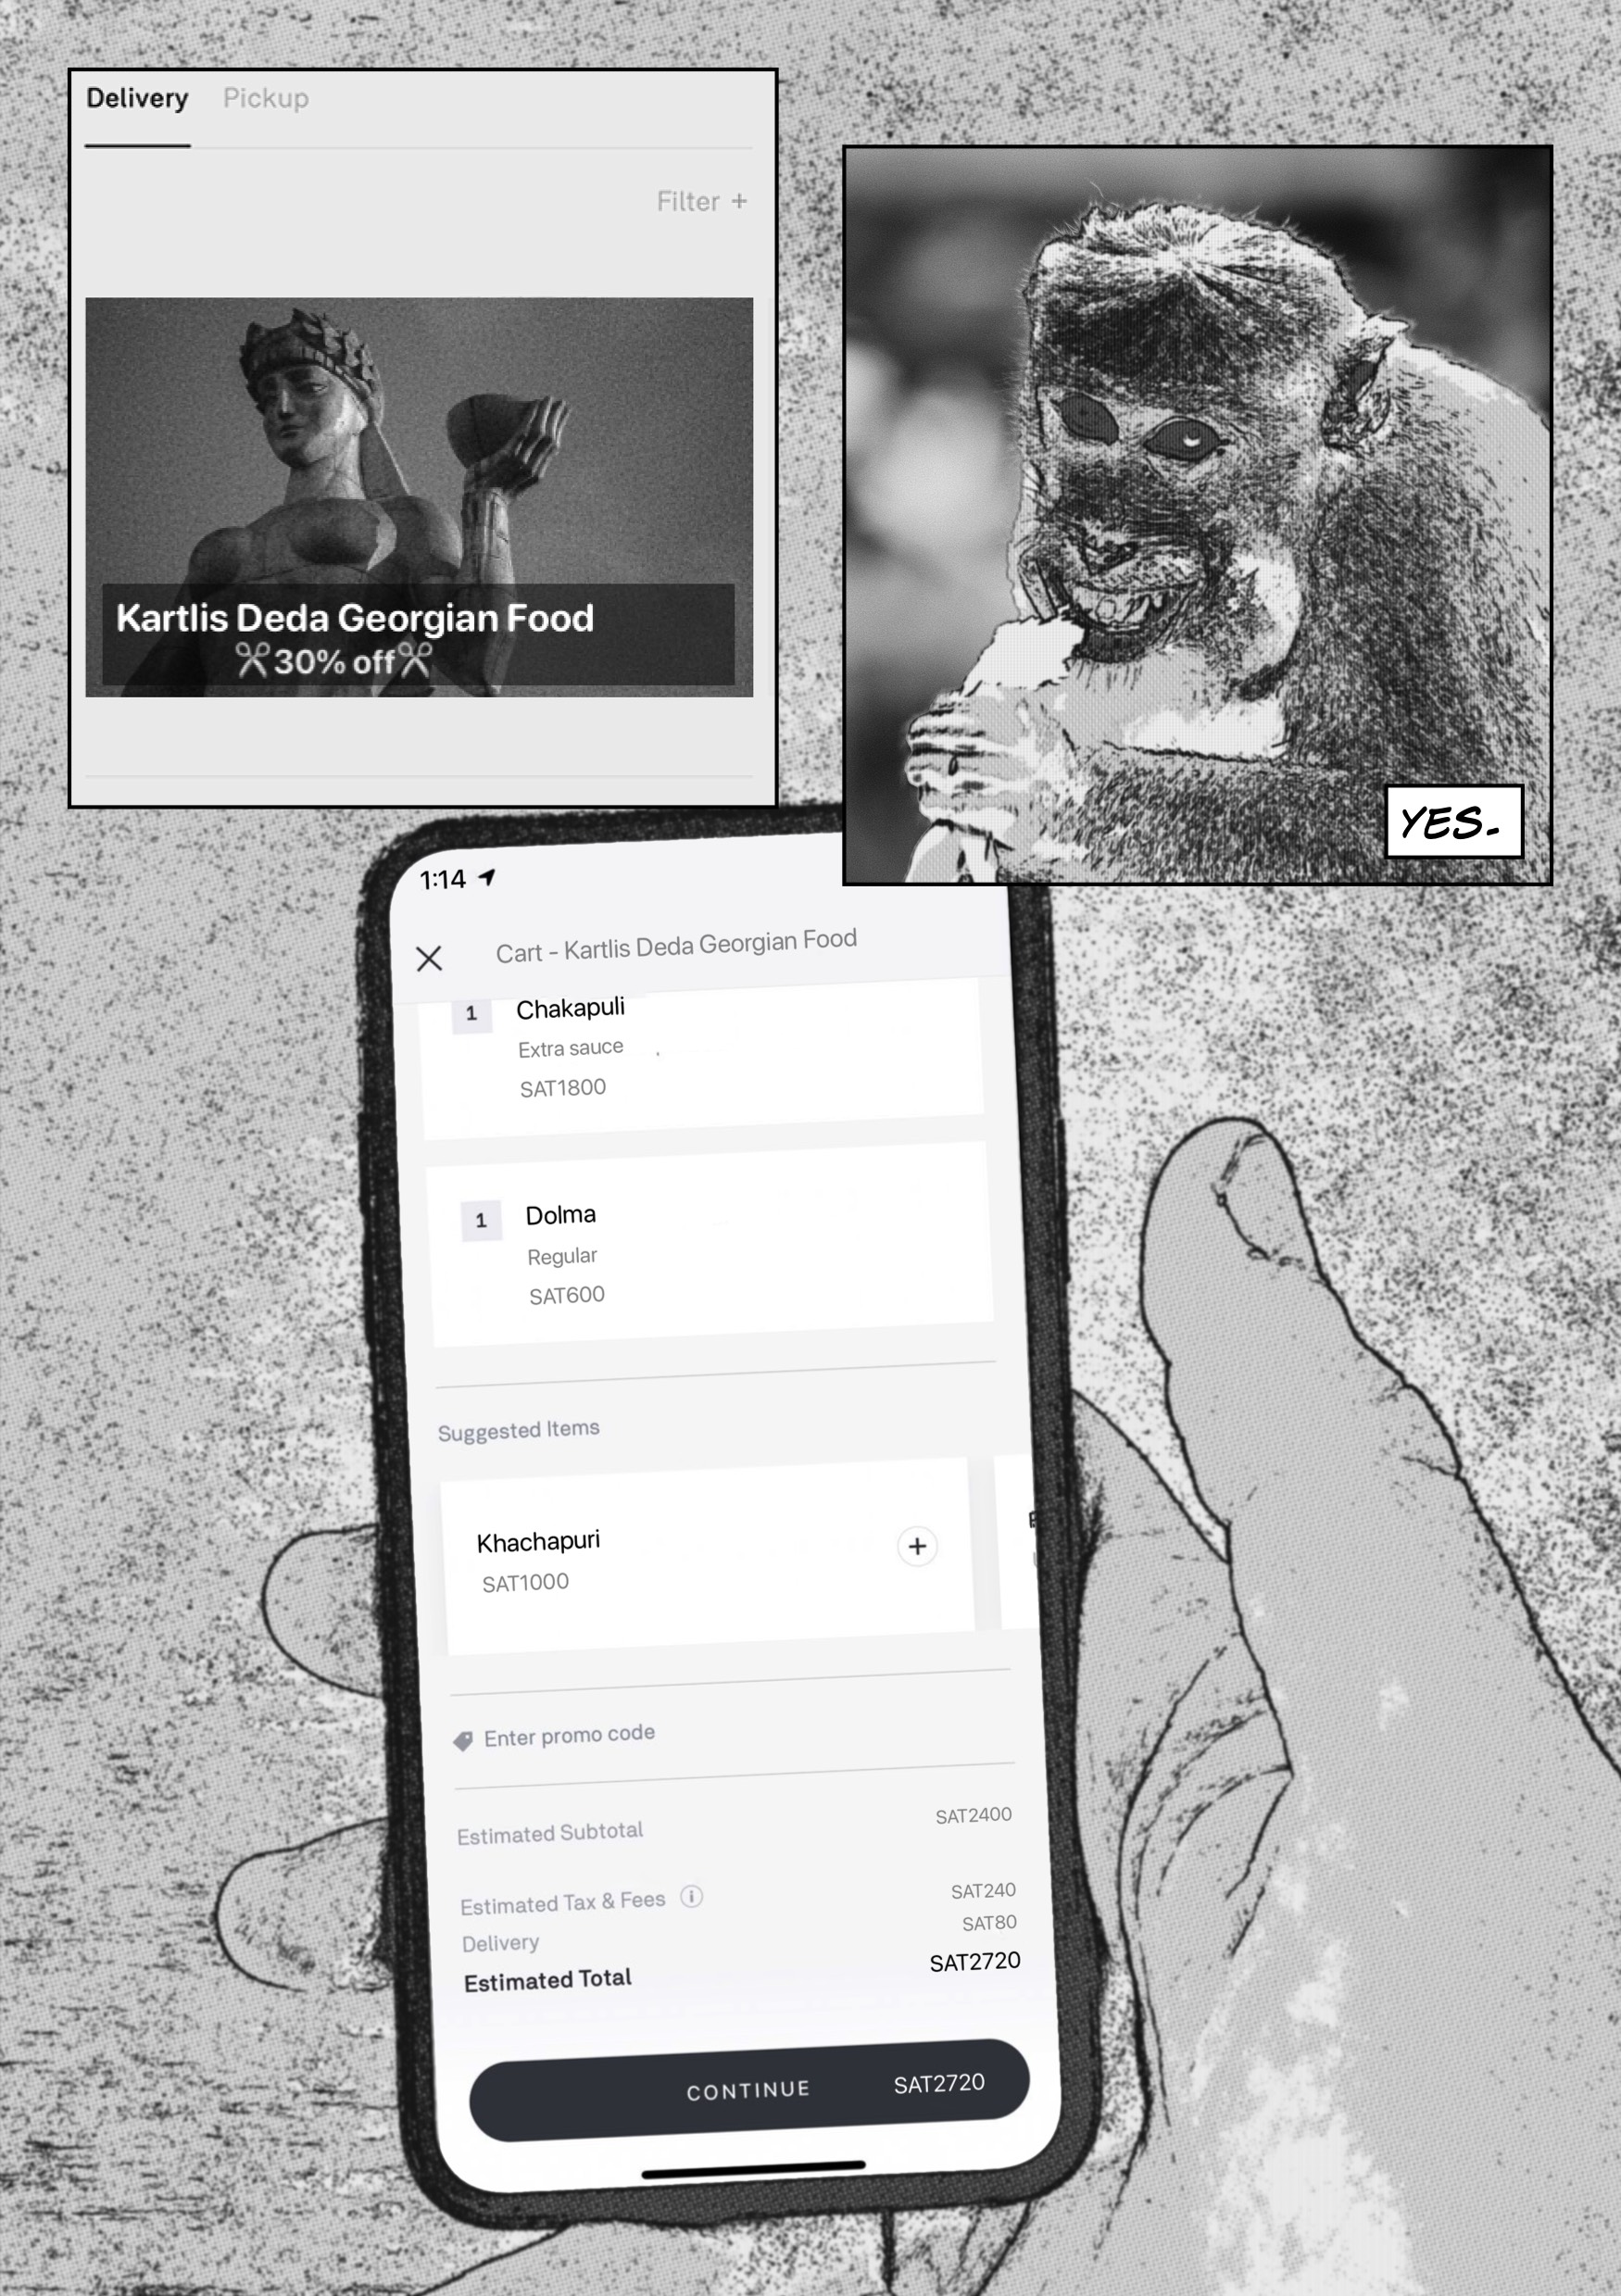 Delivery Pickup
Filter +
Kartlis Deda Georgian Food
✂30% off✂
YES.
1:14
Cart - Kartlis Deda Georgian Food
1 Chakapuli
Extra sauce
SAT1800
1 Dolma
Regular
SAT600
Suggested Items
Khachapuri
SAT1000
Enter promo code
Estimated Subtotal SAT2400
Estimated Tax & Fees SAT240
Delivery SAT80
Estimated Total SAT2720
CONTINUE SAT2720